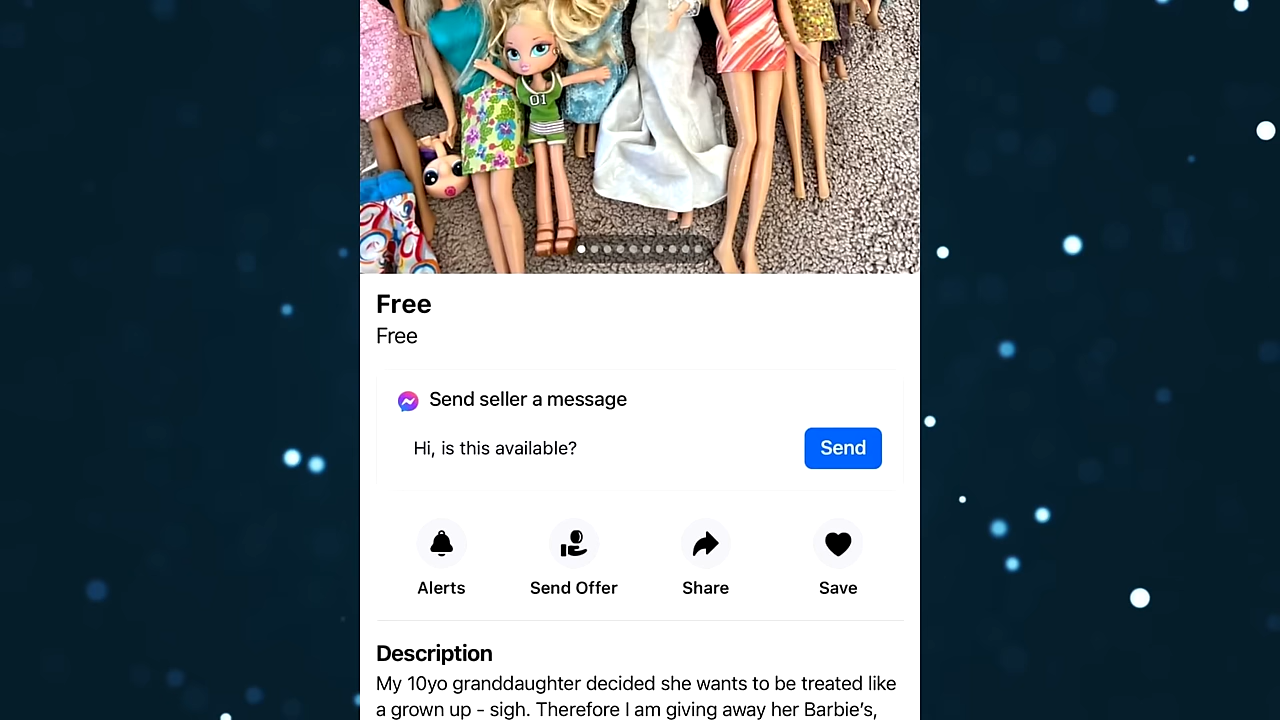 01
Free
Free
Send seller a message
Hi, is this available?
Send
Alerts
Send Offer
Share
Save
Description
My 10yo granddaughter decided she wants to be treated like
a grown up - sigh. Therefore I am giving away her Barbie’s,